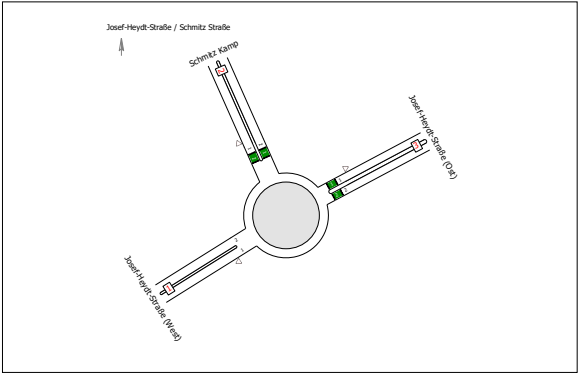 Josef-Heydt-Straße / Schmitz Straße
Schmitz Kamp
Josef-Heydt-Straße (Ost)
Josef-Heydt-Straße (West)